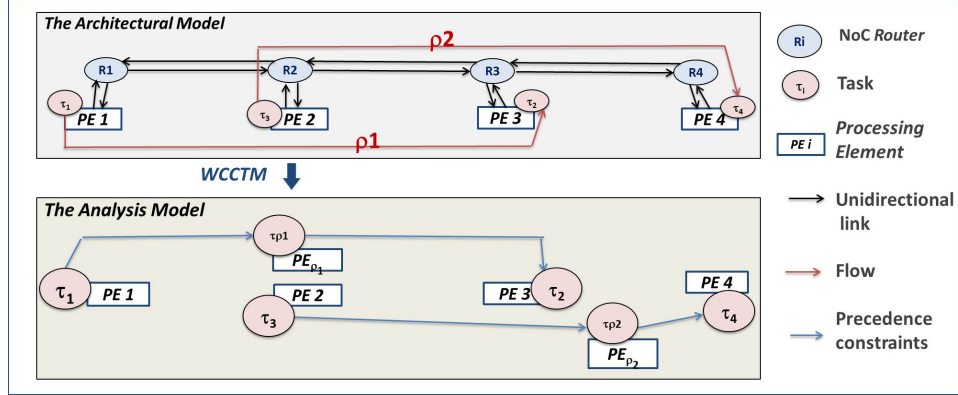 The Architectural Model
ρ2
R1
R2
R3
R4
τ1
PE 1
τ3
PE 2
PE 3
τ2
PE 4
τ4
ρ1
WCCTM
The Analysis Model
τρ1
PEρ1
τ1
PE 1
PE 2
τ3
PE 3
τ2
PE 4
τ4
τρ2
PEρ2
Ri
NoC Router
τi
Task
PE i
Processing
Element
Unidirectional
link
Flow
Precedence
constraints